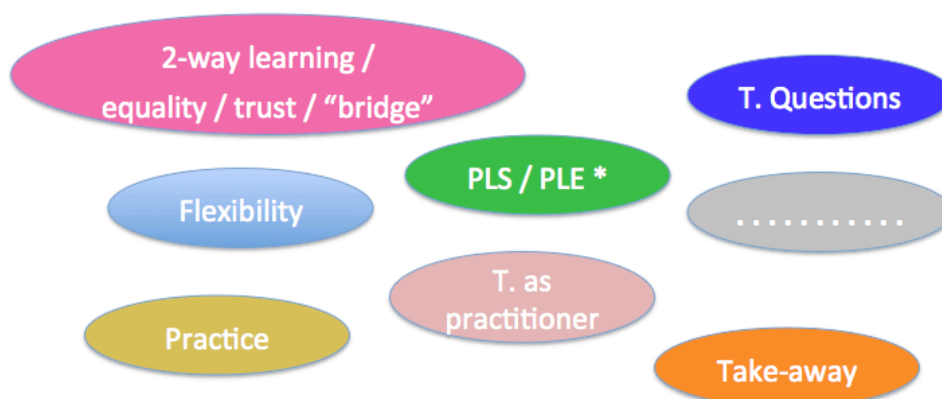 2-way learning /
equality / trust / “bridge”
T. Questions
PLS / PLE *
Flexibility
. . . . . . . . . . .
T. as
practitioner
Practice
Take-away